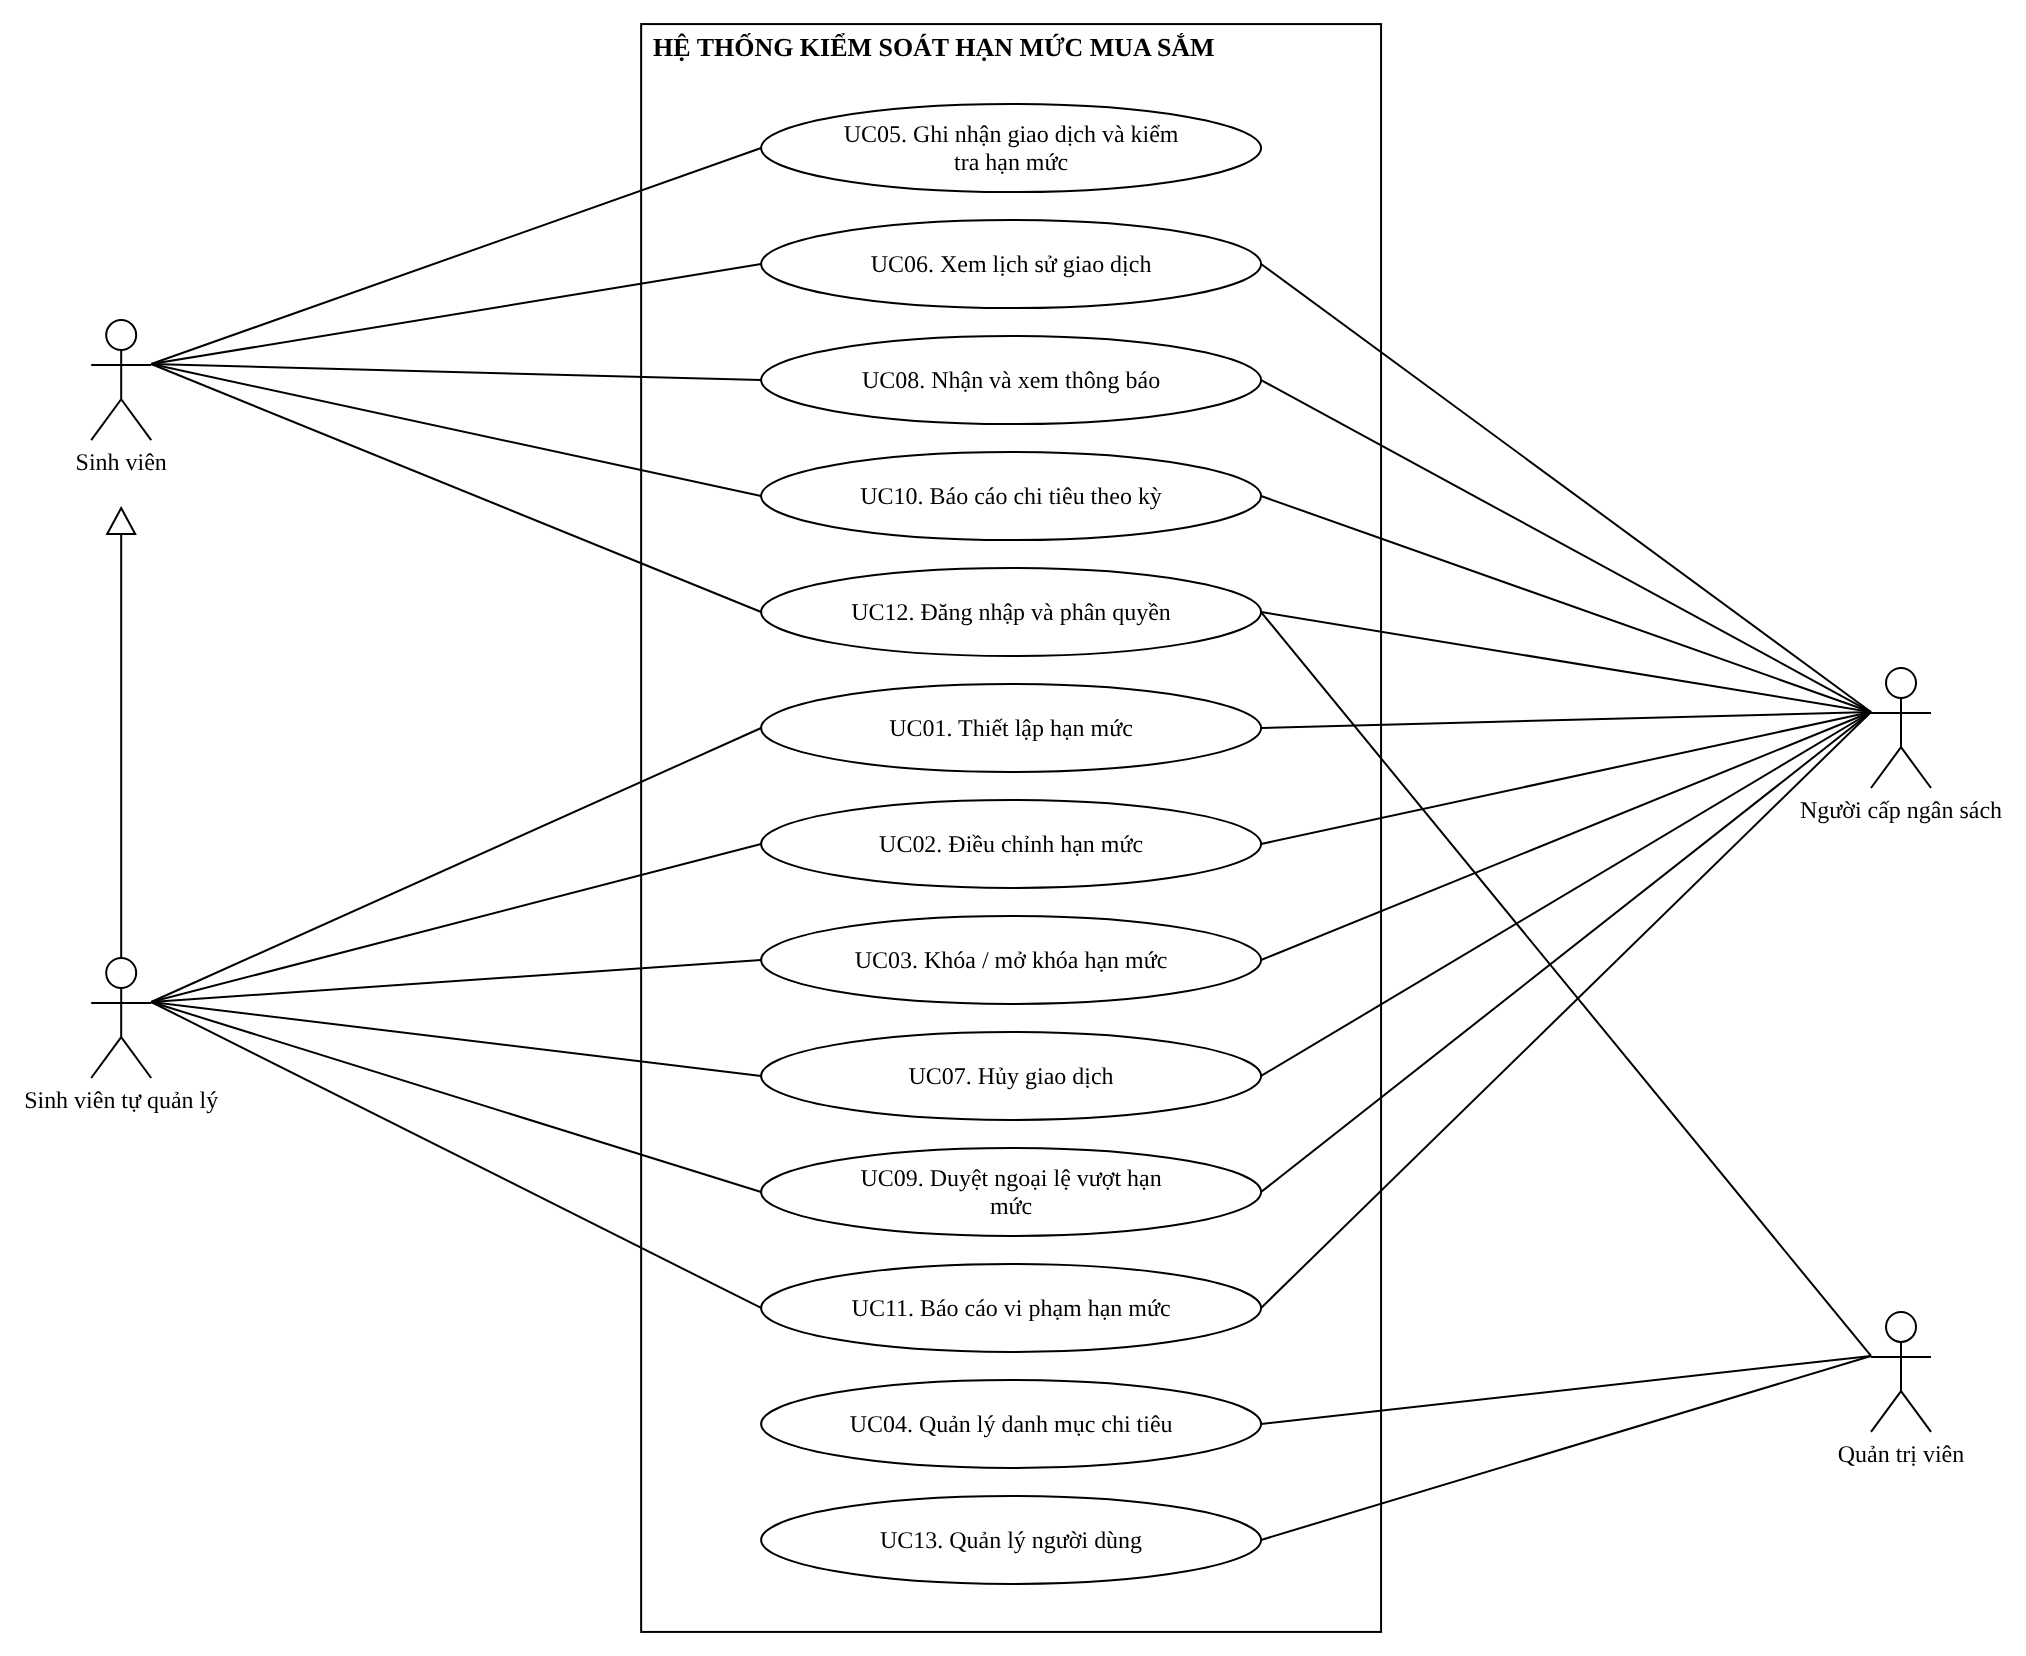 HỆ THỐNG KIỂM SOÁT HẠN MỨC MUA SẮM
UC05. Ghi nhận giao dịch và kiểm
tra hạn mức
UC06. Xem lịch sử giao dịch
UC08. Nhận và xem thông báo
Sinh viên
UC10. Báo cáo chi tiêu theo kỳ
UC12. Đăng nhập và phân quyền
UC01. Thiết lập hạn mức
Người cấp ngân sách
UC02. Điều chỉnh hạn mức
UC03. Khóa / mở khóa hạn mức
UC07. Hủy giao dịch
Sinh viên tự quản lý
UC09. Duyệt ngoại lệ vượt hạn
mức
UC11. Báo cáo vi phạm hạn mức
UC04. Quản lý danh mục chi tiêu
Quản trị viên
UC13. Quản lý người dùng